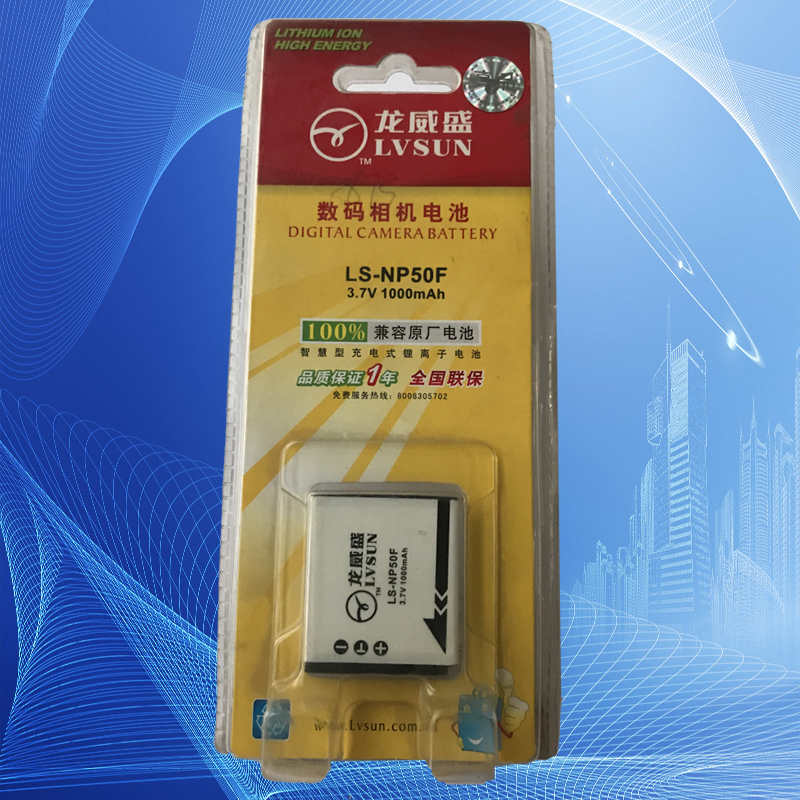 LITHIUM ION
HIGH ENERGY
龙威盛
LVSUN
TM
数码相机电池
DIGITAL CAMERA BATTERY
LS-NP50F
3.7V 1000mAh
100% 兼容原厂电池
智慧型充电式锂离子电池
品质保证1年 全国联保
免费服务热线:8008305702
龙威盛
LVSUN
TM
LS-NP50F
3.7V 1000mAh
- T +
www.Lvsun.com.cn